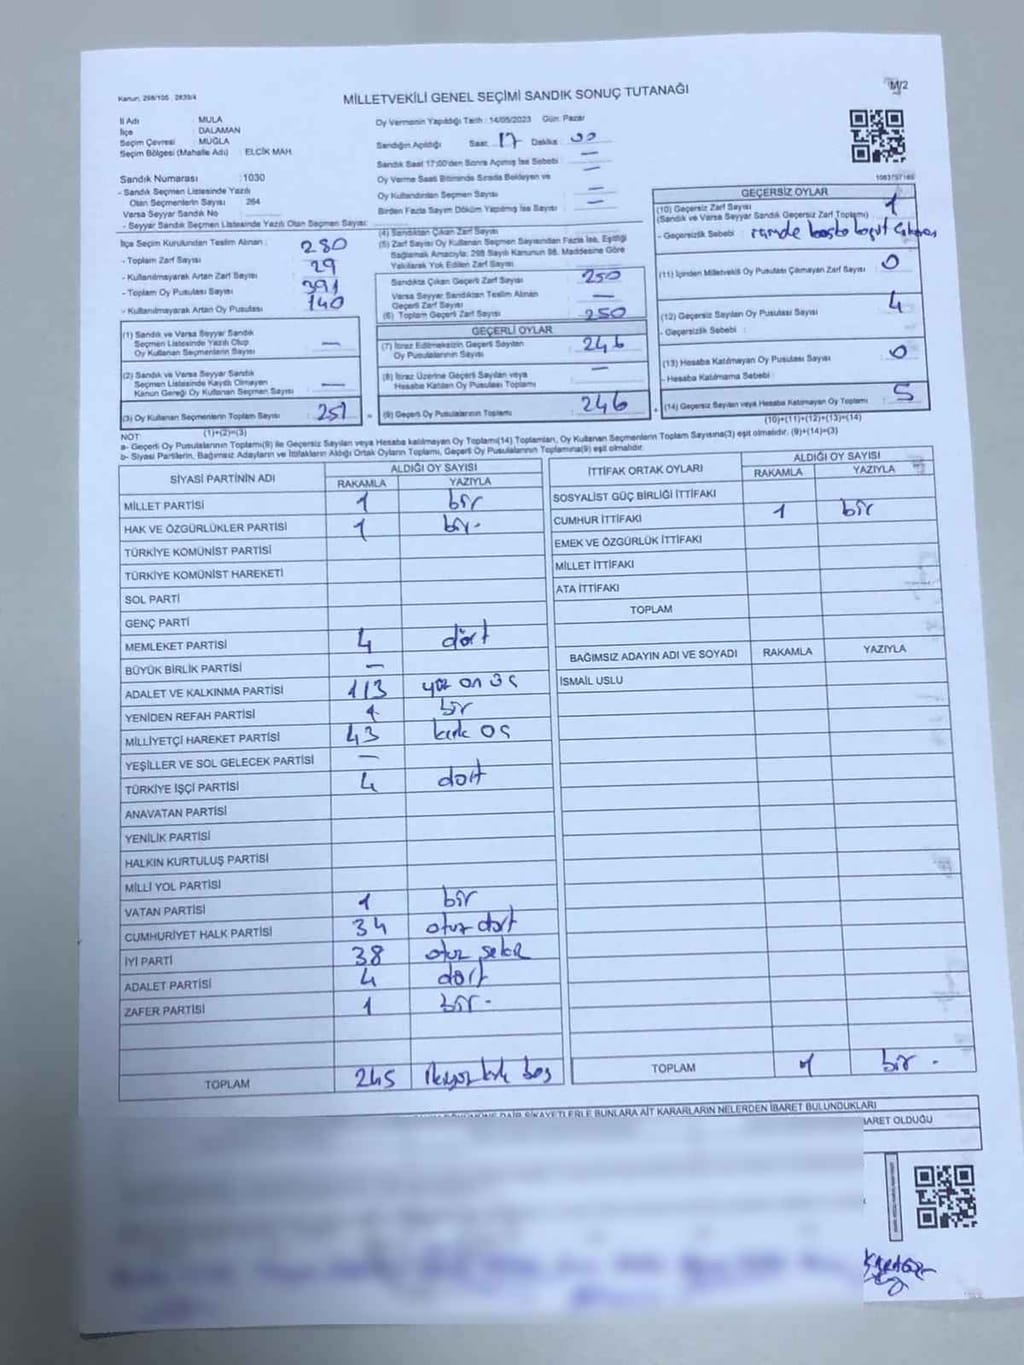 Kanun: 298/105 , 2839/4
MİLLETVEKİLİ GENEL SEÇİMİ SANDIK SONUÇ TUTANAĞI
M/2
İl Adı : MULA
İlçe : DALAMAN
Seçim Çevresi : MUĞLA
Seçim Bölgesi (Mahalle Adı) : ELCİK MAH.
Sandık Numarası :1030
- Sandık Seçmen Listesinde Yazılı
Olan Seçmenlerin Sayısı 264
Varsa Seyyar Sandık No
- Seyyar Sandık Seçmen Listesinde Yazılı Olan Seçmen Sayısı:
İlçe Seçim Kurulundan Teslim Alınan :
- Toplam Zarf Sayısı 280
- Kullanılmayarak Artan Zarf Sayısı 29
- Toplam Oy Pusulası Sayısı 391
- Kullanılmayarak Artan Oy Pusulası 140
(1) Sandık ve Varsa Seyyar Sandık
Seçmen Listesinde Yazılı Olup
Oy Kullanan Seçmenlerin Sayısı —
(2) Sandık ve Varsa Seyyar Sandık
Seçmen Listesinde Kayıtlı Olmayan
Kanun Gereği Oy Kullanan Seçmen Sayısı —
(3) Oy Kullanan Seçmenlerin Toplam Sayısı 251 =
(1)+(2)=(3)
Oy Vermenin Yapıldığı Tarih : 14/05/2023 Gün: Pazar
Sandığın Açıldığı Saat: 17 Dakika: 00
Sandık Saat 17:00'den Sonra Açılmış İse Sebebi : —
Oy Verme Saati Bitiminde Sırada Bekleyen ve
Oy Kullandırılan Seçmen Sayısı —
Birden Fazla Sayım Döküm Yapılmış İse Sayısı : —
(4) Sandıktan Çıkan Zarf Sayısı
(5) Zarf Sayısı Oy Kullanan Seçmen Sayısından Fazla İse, Eşitliği
Sağlamak Amacıyla; 298 Sayılı Kanunun 98. Maddesine Göre
Yakılarak Yok Edilen Zarf Sayısı
Sandıkta Çıkan Geçerli Zarf Sayısı 250
Varsa Seyyar Sandıktan Teslim Alınan
Geçerli Zarf Sayısı —
(6) Toplam Geçerli Zarf Sayısı 250
GEÇERLİ OYLAR
(7) İtiraz Edilmeksizin Geçerli Sayılan
Oy Pusulalarının Sayısı 246
(8) İtiraz Üzerine Geçerli Sayılan veya
Hesaba Katılan Oy Pusulası Toplamı —
(9) Geçerli Oy Pusulalarının Toplamı 246 +
1063757160
GEÇERSİZ OYLAR
(10) Geçersiz Zarf Sayısı 1
(Sandık ve Varsa Seyyar Sandık Geçersiz Zarf Toplamı)
- Geçersizlik Sebebi :
(11) İçinden Milletvekili Oy Pusulası Çıkmayan Zarf Sayısı 0
(12) Geçersiz Sayılan Oy Pusulası Sayısı 4
- Geçersizlik Sebebi :
(13) Hesaba Katılmayan Oy Pusulası Sayısı 0
- Hesaba Katılmama Sebebi
(14) Geçersiz Sayılan veya Hesaba Katılmayan Oy Toplamı 5
(10)+(11)+(12)+(13)=(14)
NOT:
a- Geçerli Oy Pusulalarının Toplamı(9) ile Geçersiz Sayılan veya Hesaba katılmayan Oy Toplamı(14) Toplamları, Oy Kullanan Seçmenlerin Toplam Sayısına(3) eşit olmalıdır. (9)+(14)=(3)
b- Siyasi Partilerin, Bağımsız Adayların ve İttifakların Aldığı Ortak Oyların Toplamı, Geçerli Oy Pusulalarının Toplamına(9) eşit olmalıdır.
SİYASİ PARTİNİN ADI ALDIĞI OY SAYISI
RAKAMLA YAZIYLA
MİLLET PARTİSİ 1 bir
HAK VE ÖZGÜRLÜKLER PARTİSİ 1 bir.
TÜRKİYE KOMÜNİST PARTİSİ
TÜRKİYE KOMÜNİST HAREKETİ
SOL PARTİ
GENÇ PARTİ
MEMLEKET PARTİSİ 4 dört
BÜYÜK BİRLİK PARTİSİ —
ADALET VE KALKINMA PARTİSİ 113 yüz on üç
YENİDEN REFAH PARTİSİ 1 bir
MİLLİYETÇİ HAREKET PARTİSİ 43 kırk üç
YEŞİLLER VE SOL GELECEK PARTİSİ —
TÜRKİYE İŞÇİ PARTİSİ 4 dört
ANAVATAN PARTİSİ
YENİLİK PARTİSİ
HALKIN KURTULUŞ PARTİSİ
MİLLİ YOL PARTİSİ
VATAN PARTİSİ 1 bir
CUMHURİYET HALK PARTİSİ 34 otuz dört
İYİ PARTİ 38 otuz sekiz
ADALET PARTİSİ 4 dört
ZAFER PARTİSİ 1 bir.
TOPLAM 245 ikiyüz kırk beş
İTTİFAK ORTAK OYLARI ALDIĞI OY SAYISI
RAKAMLA YAZIYLA
SOSYALİST GÜÇ BİRLİĞİ İTTİFAKI
CUMHUR İTTİFAKI 1 bir
EMEK VE ÖZGÜRLÜK İTTİFAKI
MİLLET İTTİFAKI
ATA İTTİFAKI
TOPLAM
BAĞIMSIZ ADAYIN ADI VE SOYADI RAKAMLA YAZIYLA
İSMAİL USLU
TOPLAM 1 bir.
DÖKÜMÜNE DAİR ŞİKAYETLERLE BUNLARA AİT KARARLARIN NELERDEN İBARET BULUNDUKLARI
İBARET OLDUĞU